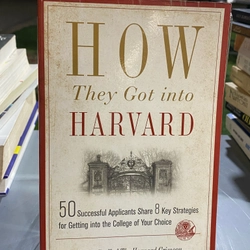 HOW
They Got into
HARVARD
50 Successful Applicants Share 8 Key Strategies
for Getting into the College of Your Choice